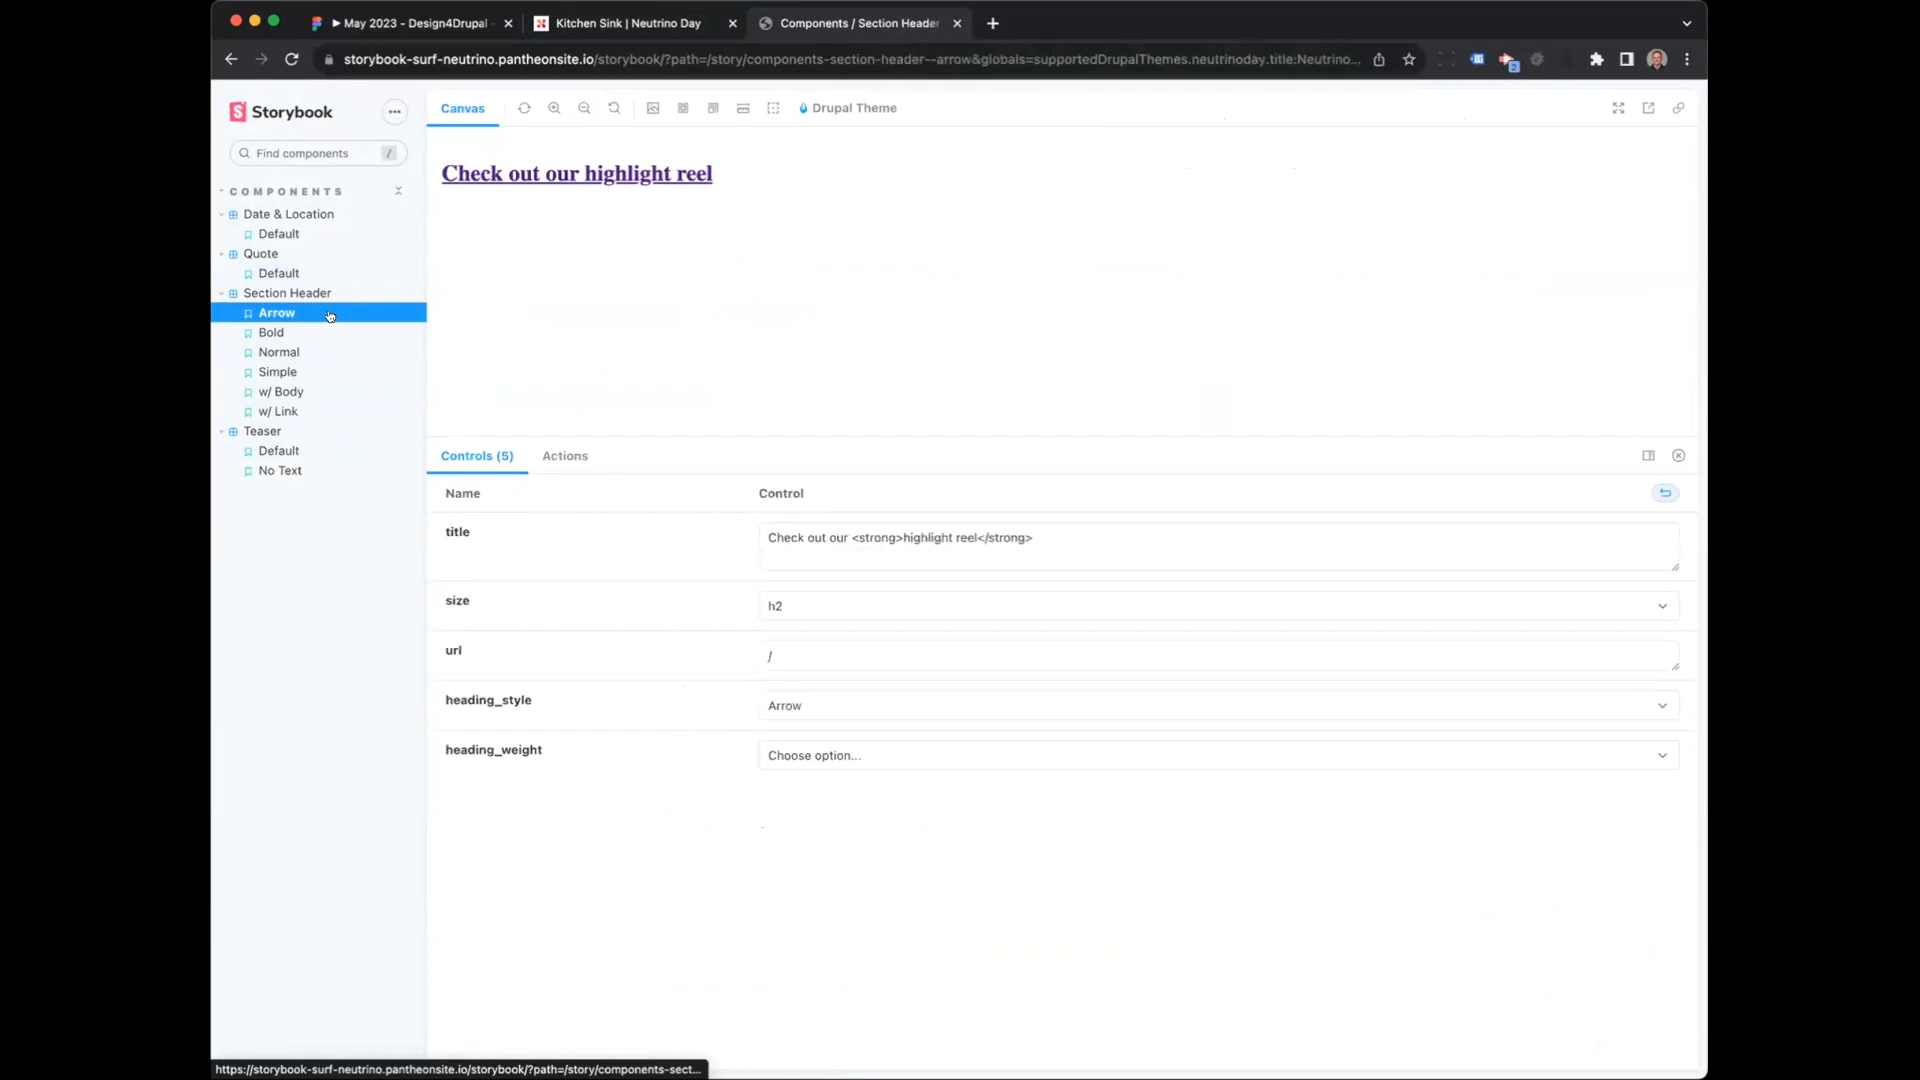 May 2023 - Design4Drupal
Kitchen Sink | Neutrino Day
Components / Section Header
storybook-surf-neutrino.pantheonsite.io/storybook/?path=/story/components-section-header--arrow&globals=supportedDrupalThemes.neutrinoday.title:Neutrino...
2
Storybook
Canvas
Drupal Theme
Find components
/
Check out our highlight reel
COMPONENTS
Date & Location
Default
Quote
Default
Section Header
Arrow
Bold
Normal
Simple
w/ Body
w/ Link
Teaser
Default
No Text
Controls (5)
Actions
Name
Control
title
Check out our <strong>highlight reel</strong>
size
h2
url
/
heading_style
Arrow
heading_weight
Choose option...
https://storybook-surf-neutrino.pantheonsite.io/storybook/?path=/story/components-sect...